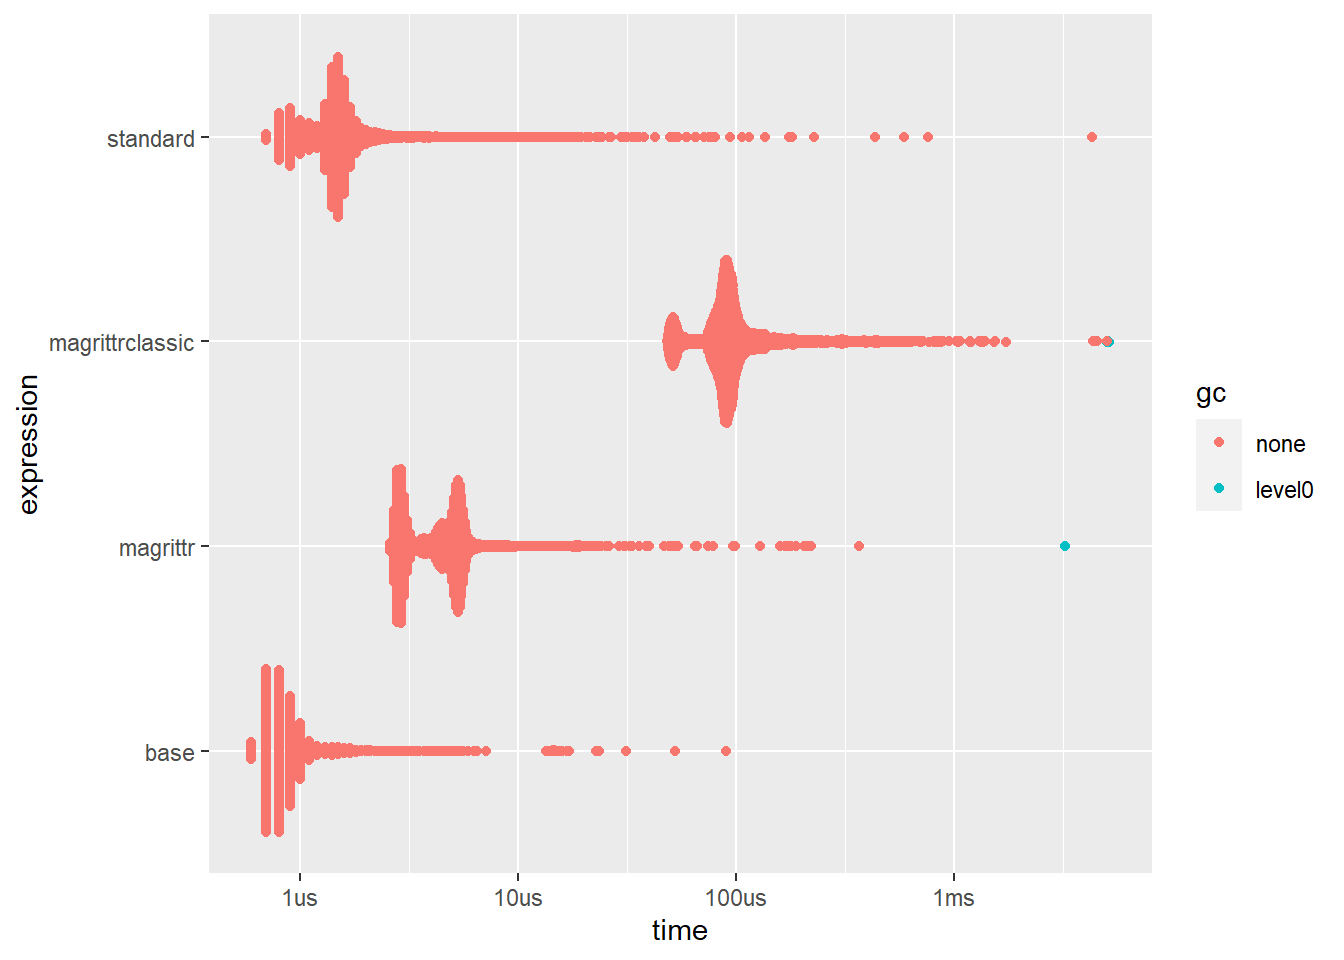 standard
magrittrclassic
magrittr
base
expression
1us
10us
100us
1ms
time
gc
none
level0